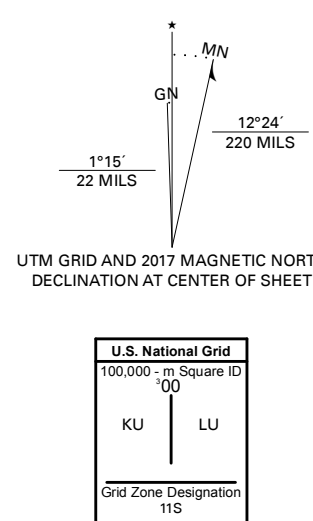 ★
MN
GN
12°24´
220 MILS
1°15´
22 MILS
UTM GRID AND 2017 MAGNETIC NORT
DECLINATION AT CENTER OF SHEET
U.S. National Grid
100,000 - m Square ID
³00
KU LU
Grid Zone Designation
11S